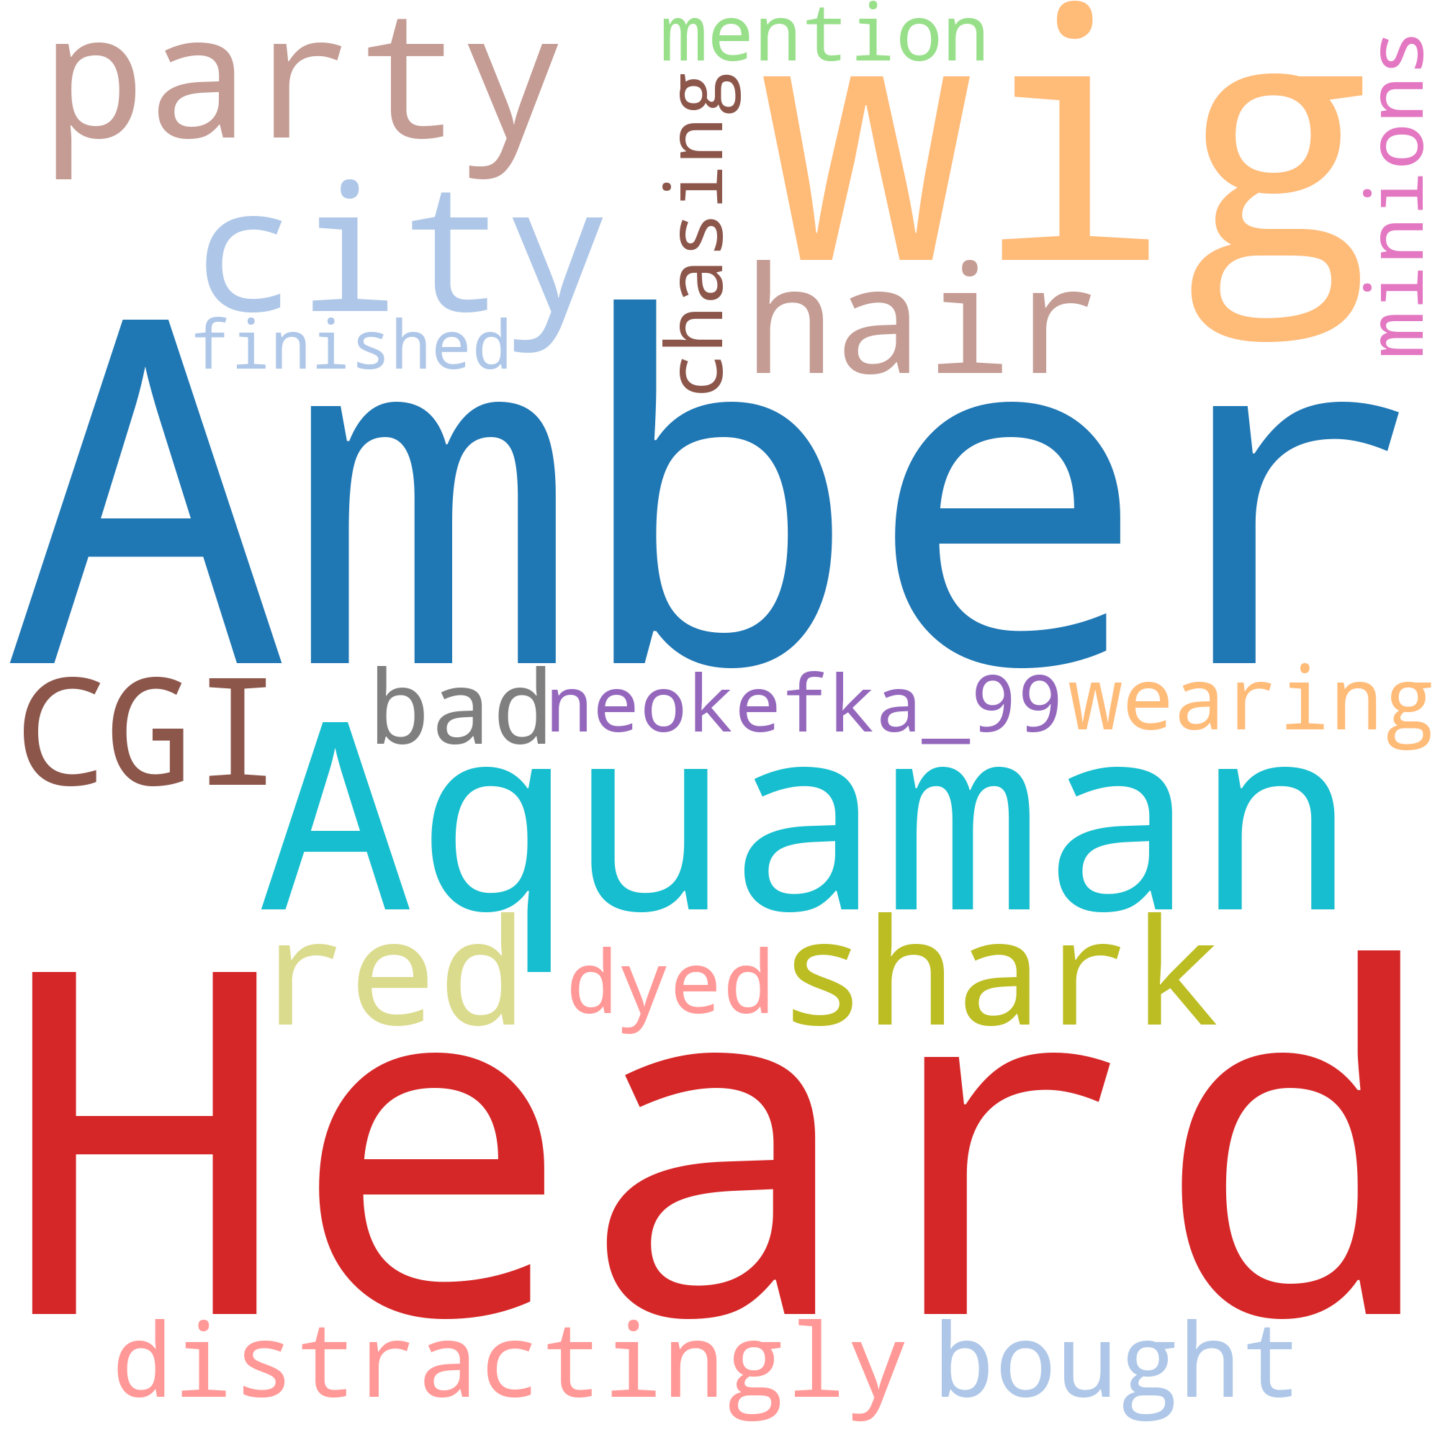 party
mention
wig
minions
chasing
city
hair
finished
Amber
CGI
bad
neokefka_99
wearing
Aquaman
red
dyed
shark
Heard
distractingly
bought